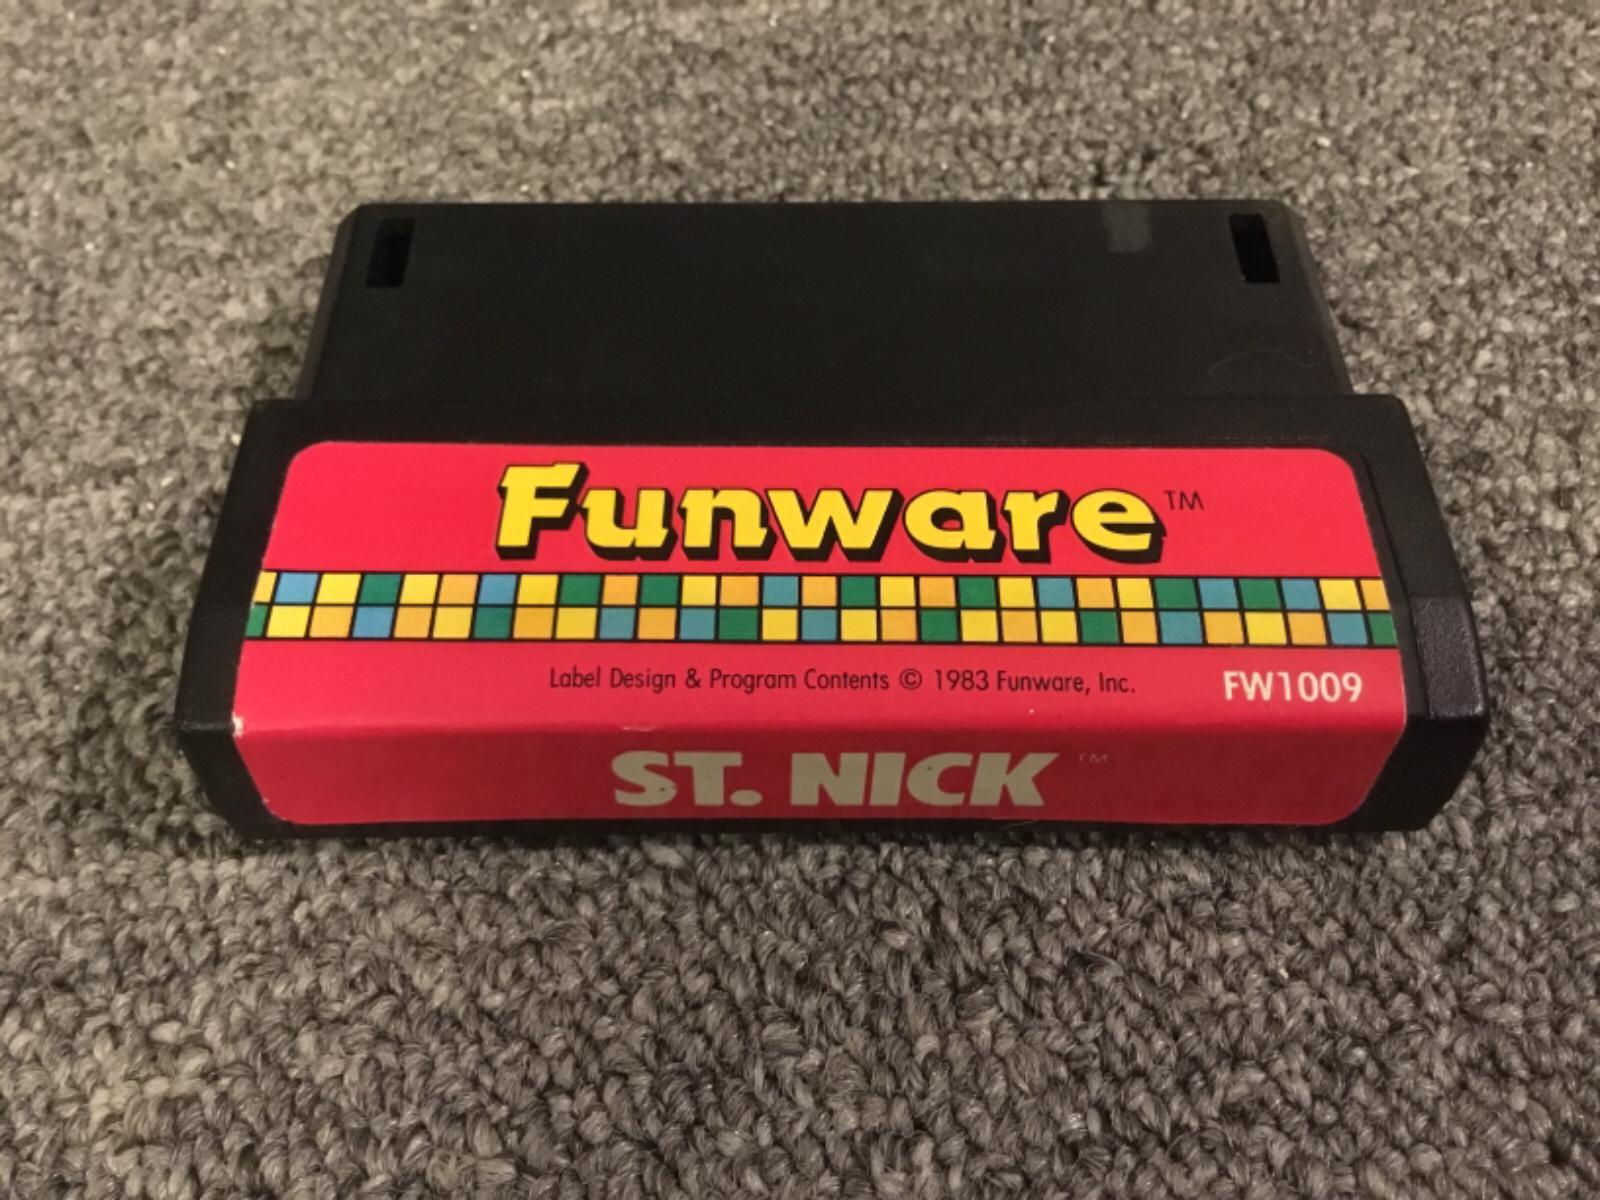 Funware™
Label Design & Program Contents © 1983 Funware, Inc.
FW1009
ST. NICK™